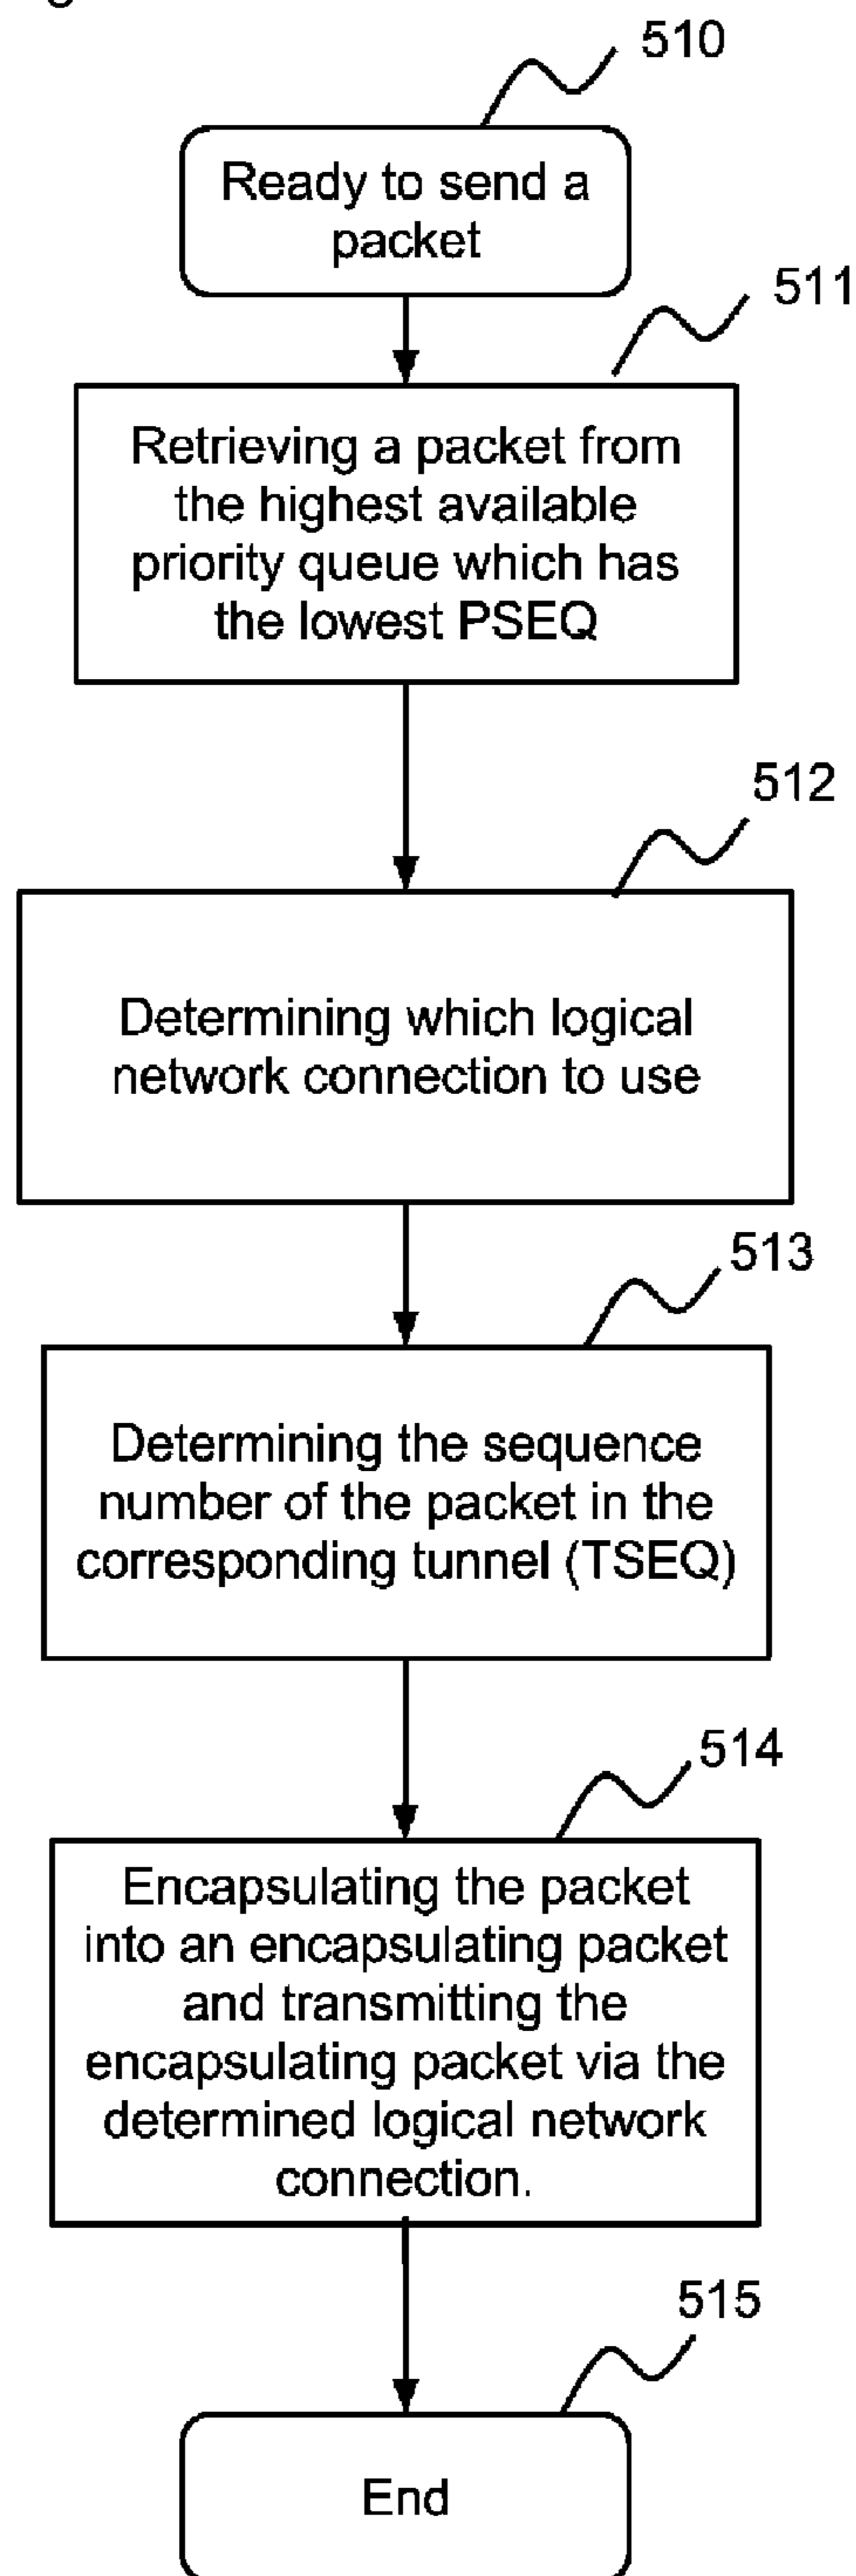 510
Ready to send a
packet
511
Retrieving a packet from
the highest available
priority queue which has
the lowest PSEQ
512
Determining which logical
network connection to use
513
Determining the sequence
number of the packet in the
corresponding tunnel (TSEQ)
514
Encapsulating the packet
into an encapsulating packet
and transmitting the
encapsulating packet via the
determined logical network
connection.
515
End